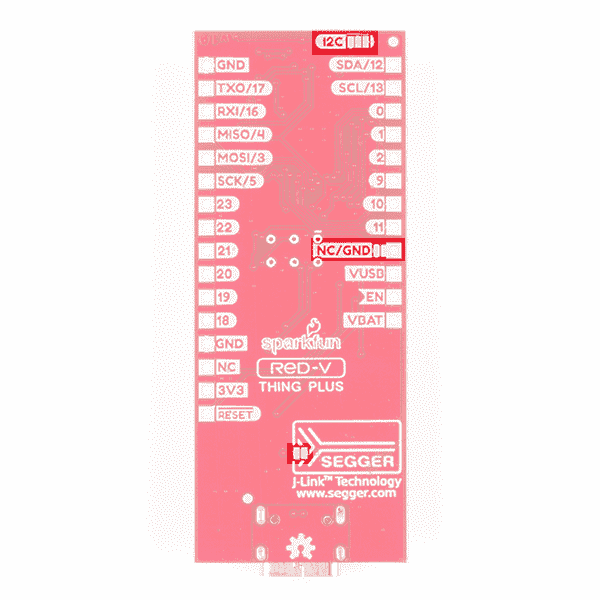 I2C
GND
SDA/12
TXO/17
SCL/13
RXI/16
0
MISO/4
1
MOSI/3
2
SCK/5
9
23
10
22
11
21
NC/GND
20
VUSB
19
EN
18
VBAT
GND
sparkfun
NC
RED-V
THING PLUS
3V3
RESET
SEGGER
J-Link™ Technology
www.segger.com